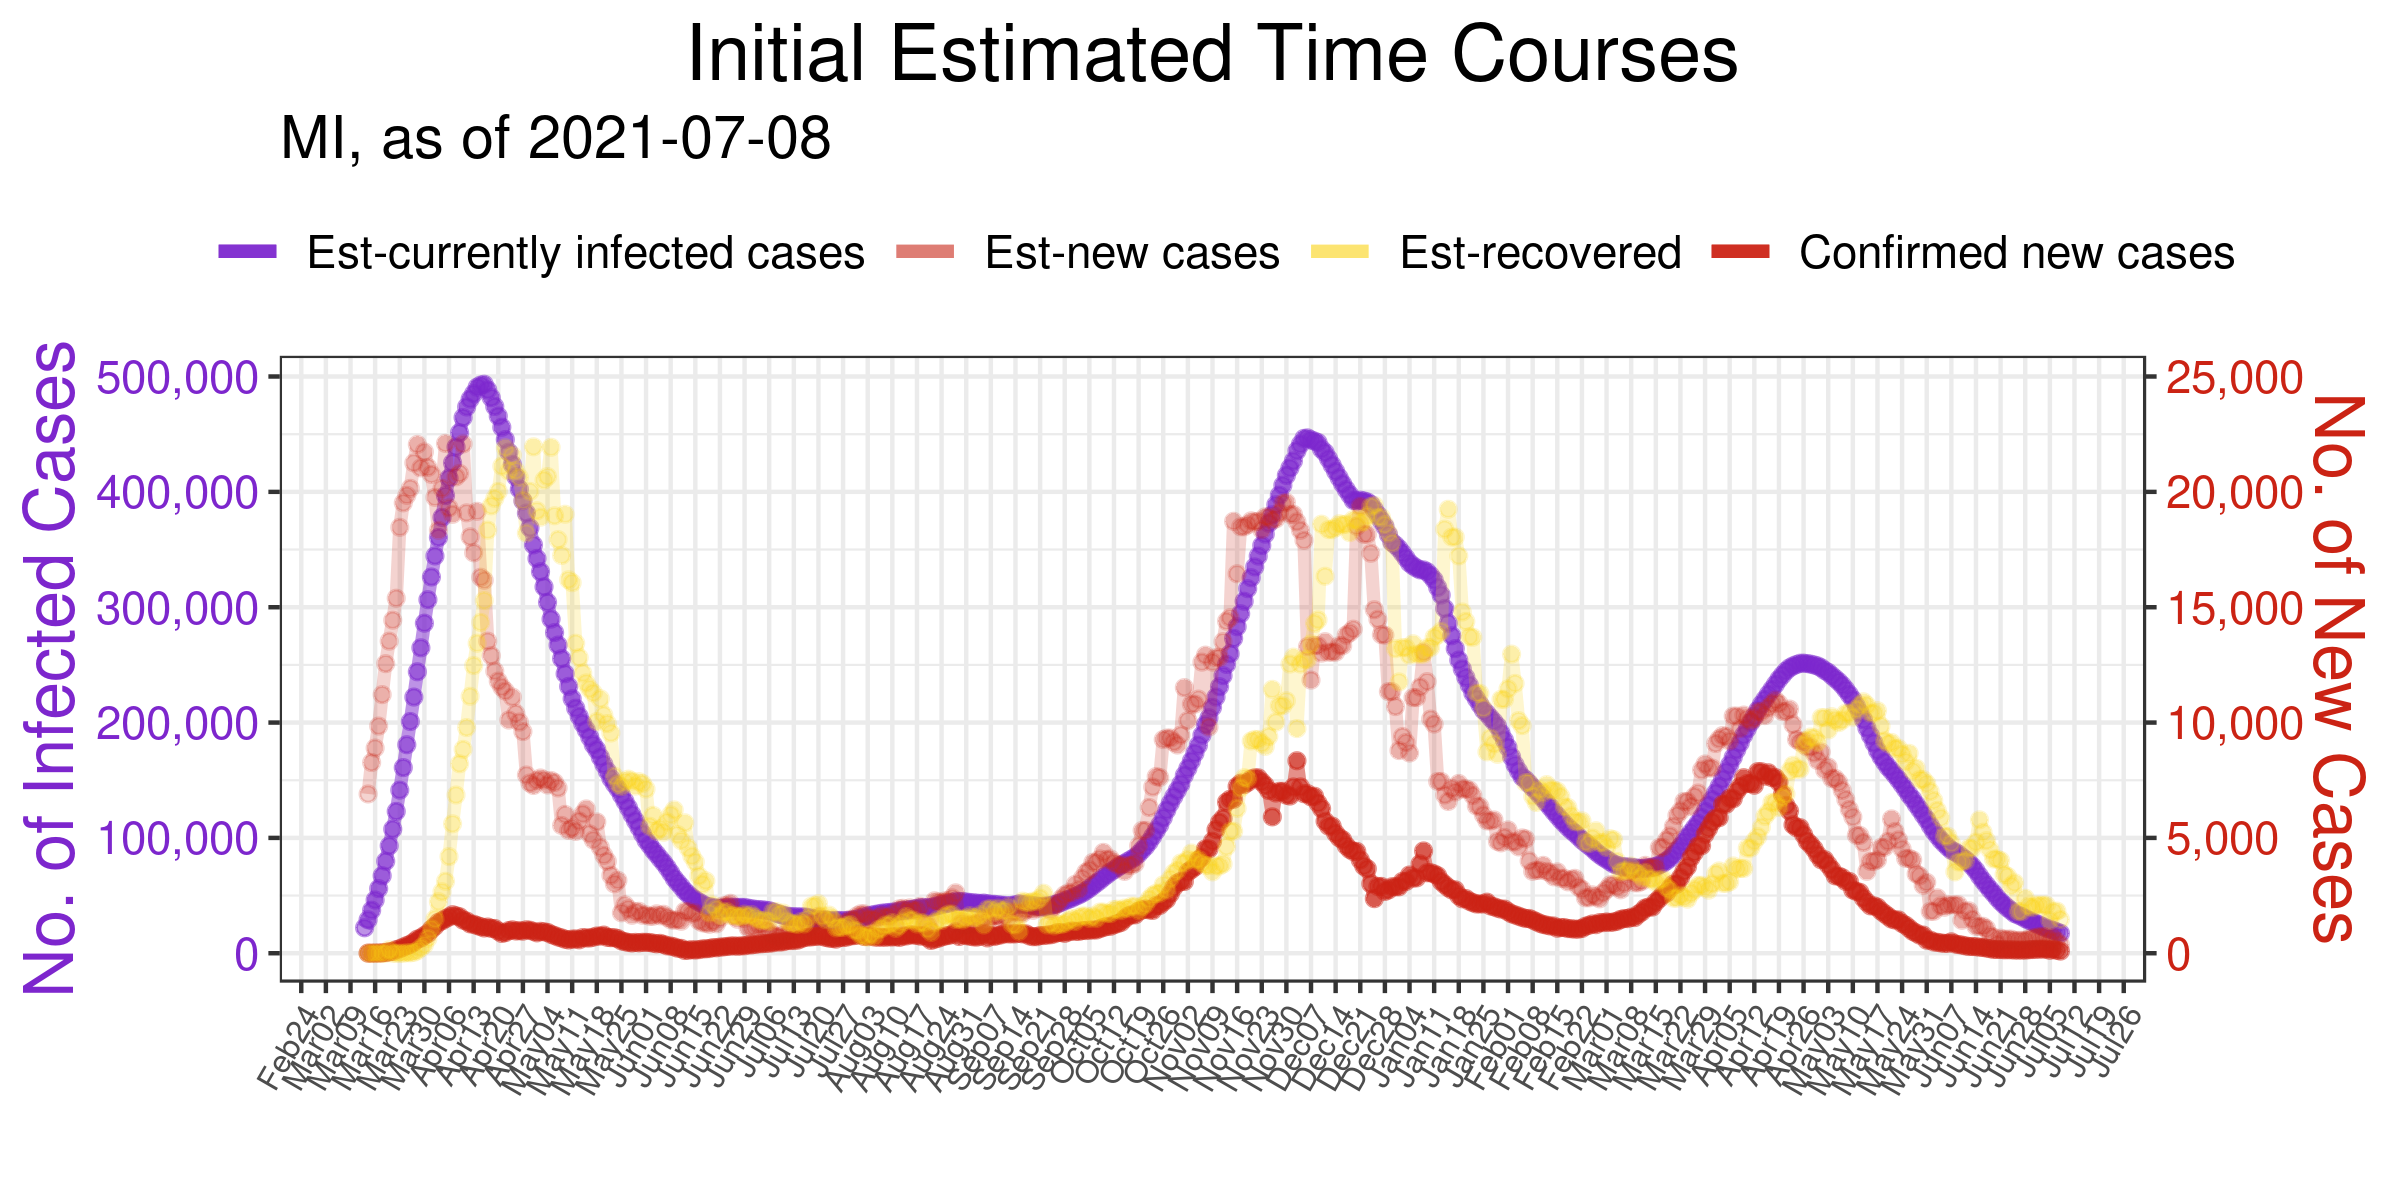 Initial Estimated Time Courses
MI, as of 2021-07-08
Est-currently infected cases Est-new cases Est-recovered Confirmed new cases
No. of Infected Cases
500,000
400,000
300,000
200,000
100,000
0
25,000
20,000
15,000
10,000
5,000
0
No. of New Cases
Feb24
Mar02
Mar09
Mar16
Mar23
Mar30
Apr06
Apr13
Apr20
Apr27
May04
May11
May18
May25
Jun01
Jun08
Jun15
Jun22
Jun29
Jul06
Jul13
Jul20
Jul27
Aug03
Aug10
Aug17
Aug24
Aug31
Sep07
Sep14
Sep21
Sep28
Oct05
Oct12
Oct19
Oct26
Nov02
Nov09
Nov16
Nov23
Nov30
Dec07
Dec14
Dec21
Dec28
Jan04
Jan11
Jan18
Jan25
Feb01
Feb08
Feb15
Feb22
Mar01
Mar08
Mar15
Mar22
Mar29
Apr05
Apr12
Apr19
Apr26
May03
May10
May17
May24
May31
Jun07
Jun14
Jun21
Jun28
Jul05
Jul12
Jul19
Jul26